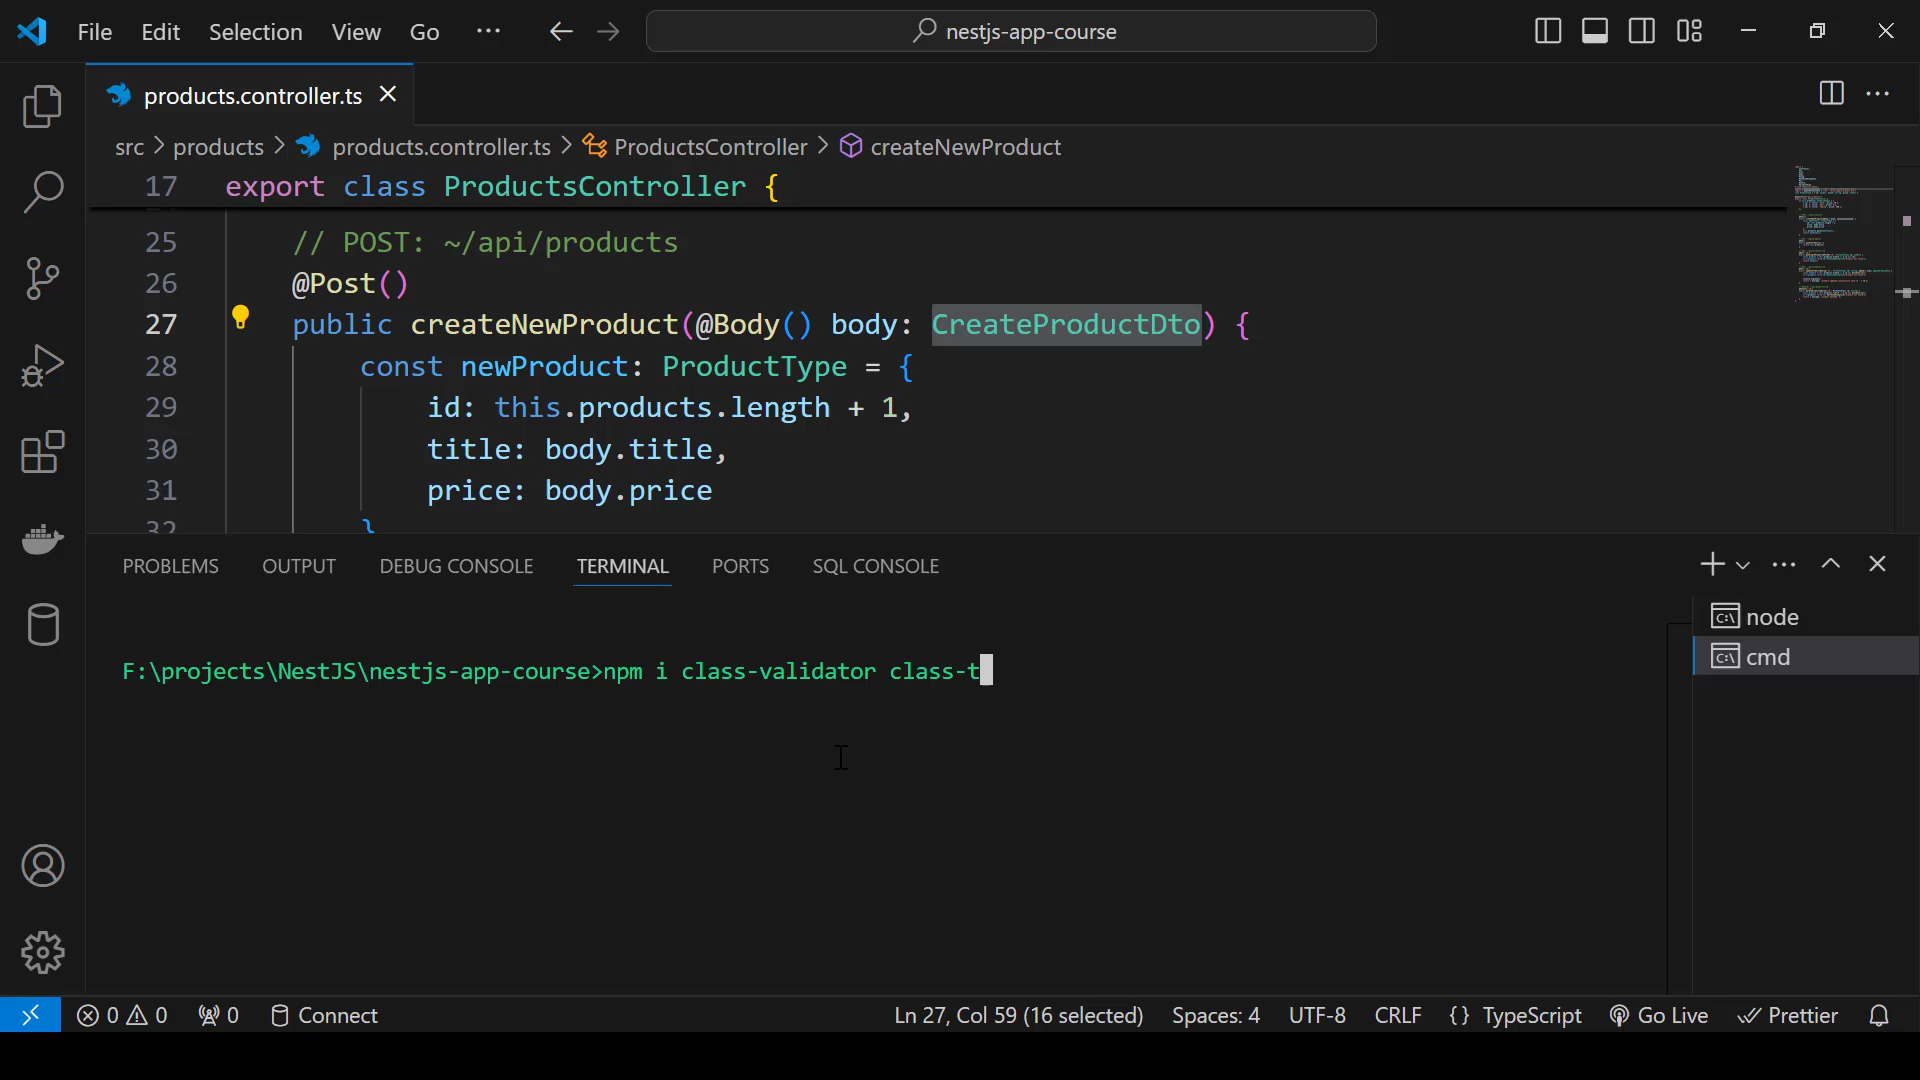 File Edit Selection View Go ··· nestjs-app-course
products.controller.ts
src > products > products.controller.ts > ProductsController > createNewProduct
17 export class ProductsController {
25 // POST: ~/api/products
26 @Post()
27 public createNewProduct(@Body() body: CreateProductDto) {
28 const newProduct: ProductType = {
29 id: this.products.length + 1,
30 title: body.title,
31 price: body.price
32 }
PROBLEMS OUTPUT DEBUG CONSOLE TERMINAL PORTS SQL CONSOLE
node
cmd
F:\projects\NestJS\nestjs-app-course>npm i class-validator class-t
0 0 0 Connect Ln 27, Col 59 (16 selected) Spaces: 4 UTF-8 CRLF {} TypeScript Go Live Prettier